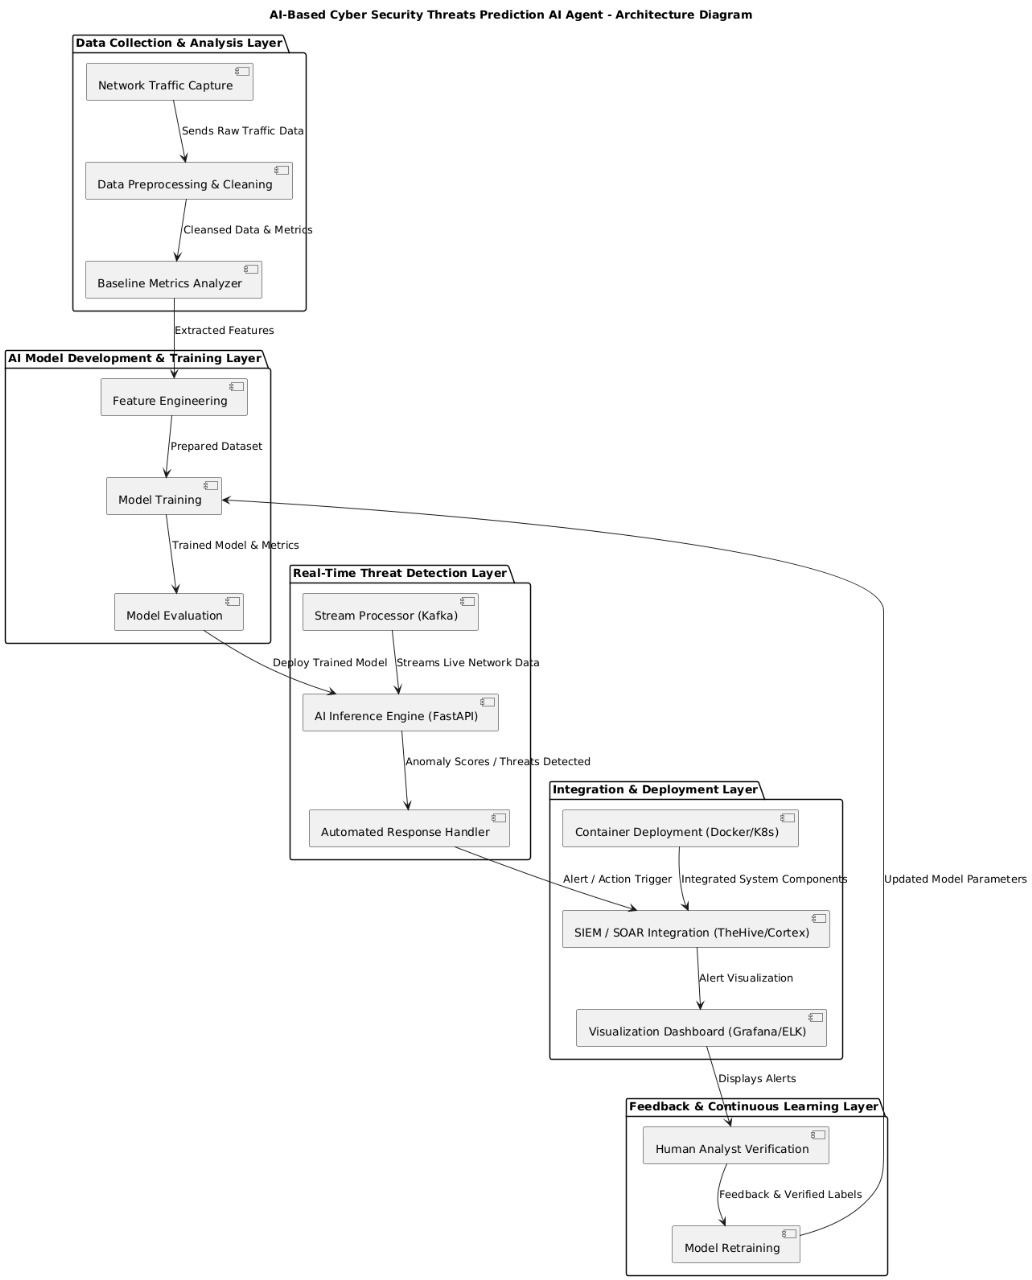 AI-Based Cyber Security Threats Prediction AI Agent - Architecture Diagram
Data Collection & Analysis Layer
Network Traffic Capture
Sends Raw Traffic Data
Data Preprocessing & Cleaning
Cleansed Data & Metrics
Baseline Metrics Analyzer
Extracted Features
AI Model Development & Training Layer
Feature Engineering
Prepared Dataset
Model Training
Trained Model & Metrics
Model Evaluation
Real-Time Threat Detection Layer
Stream Processor (Kafka)
Deploy Trained Model
Streams Live Network Data
AI Inference Engine (FastAPI)
Anomaly Scores / Threats Detected
Automated Response Handler
Integration & Deployment Layer
Container Deployment (Docker/K8s)
Alert / Action Trigger
Integrated System Components
Updated Model Parameters
SIEM / SOAR Integration (TheHive/Cortex)
Alert Visualization
Visualization Dashboard (Grafana/ELK)
Displays Alerts
Feedback & Continuous Learning Layer
Human Analyst Verification
Feedback & Verified Labels
Model Retraining